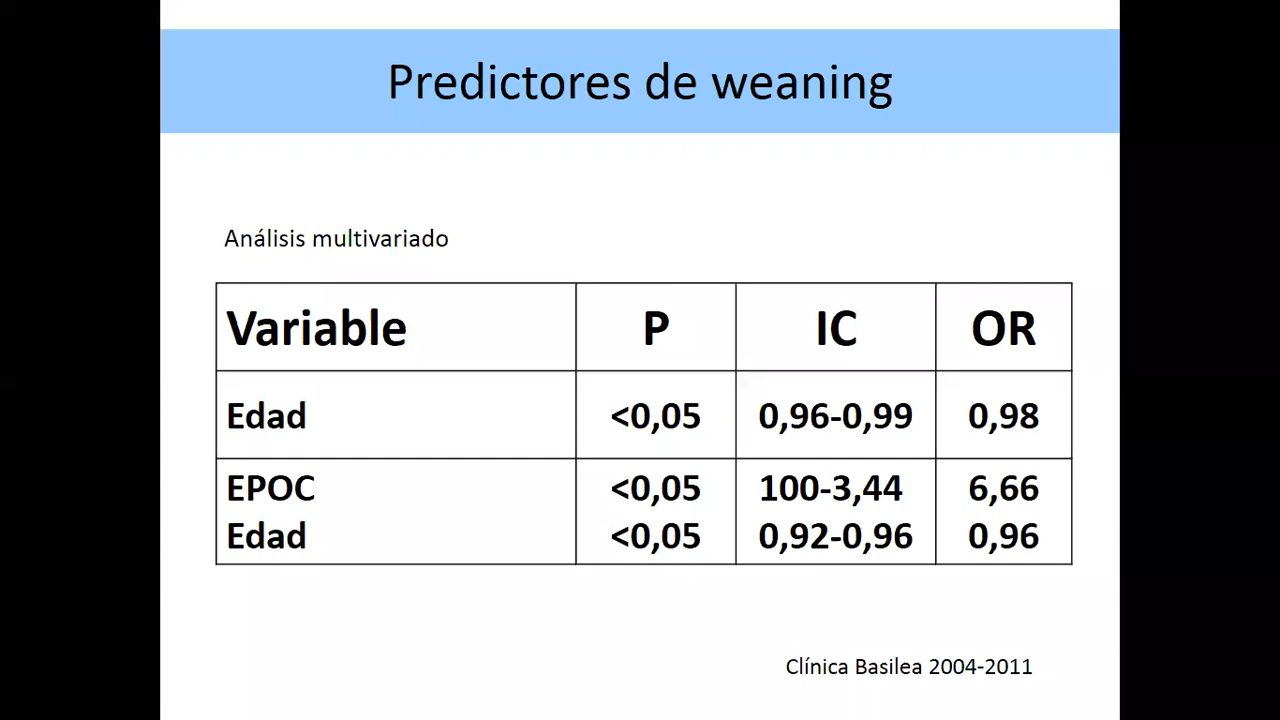 Predictores de weaning
Análisis multivariado
Variable P IC OR
Edad <0,05 0,96-0,99 0,98
EPOC <0,05 100-3,44 6,66
Edad <0,05 0,92-0,96 0,96
Clínica Basilea 2004-2011